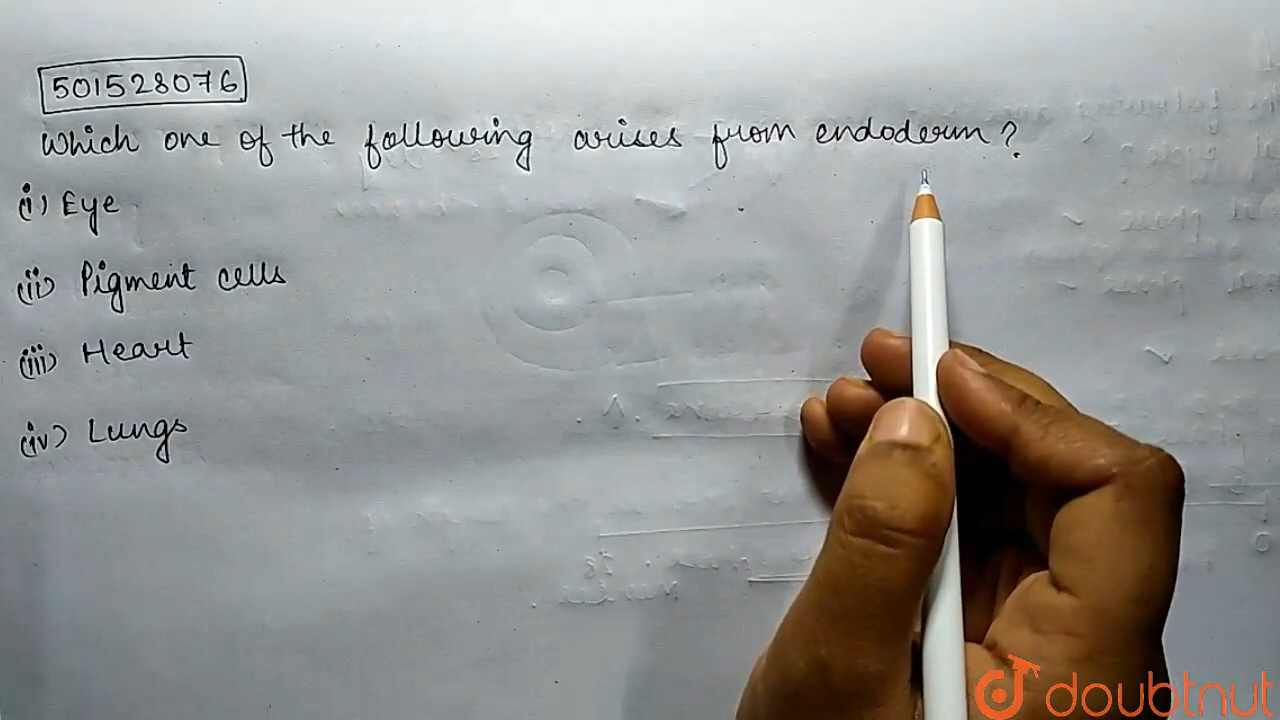 501528076
Which one of the following arises from endoderm?
(i) Eye
(ii) Pigment cells
(iii) Heart
(iv) Lungs
doubtnut